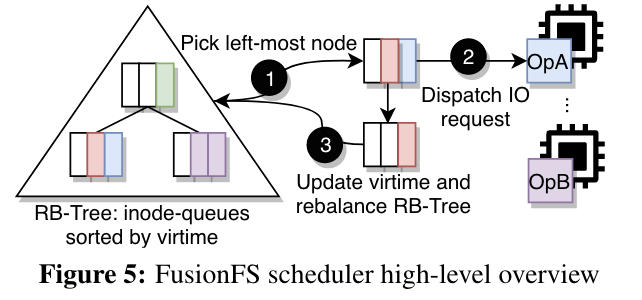 Pick left-most node
1
2
OpA
Dispatch IO
request
3
OpB
Update virtime and
rebalance RB-Tree
RB-Tree: inode-queues
sorted by virtime
Figure 5: FusionFS scheduler high-level overview